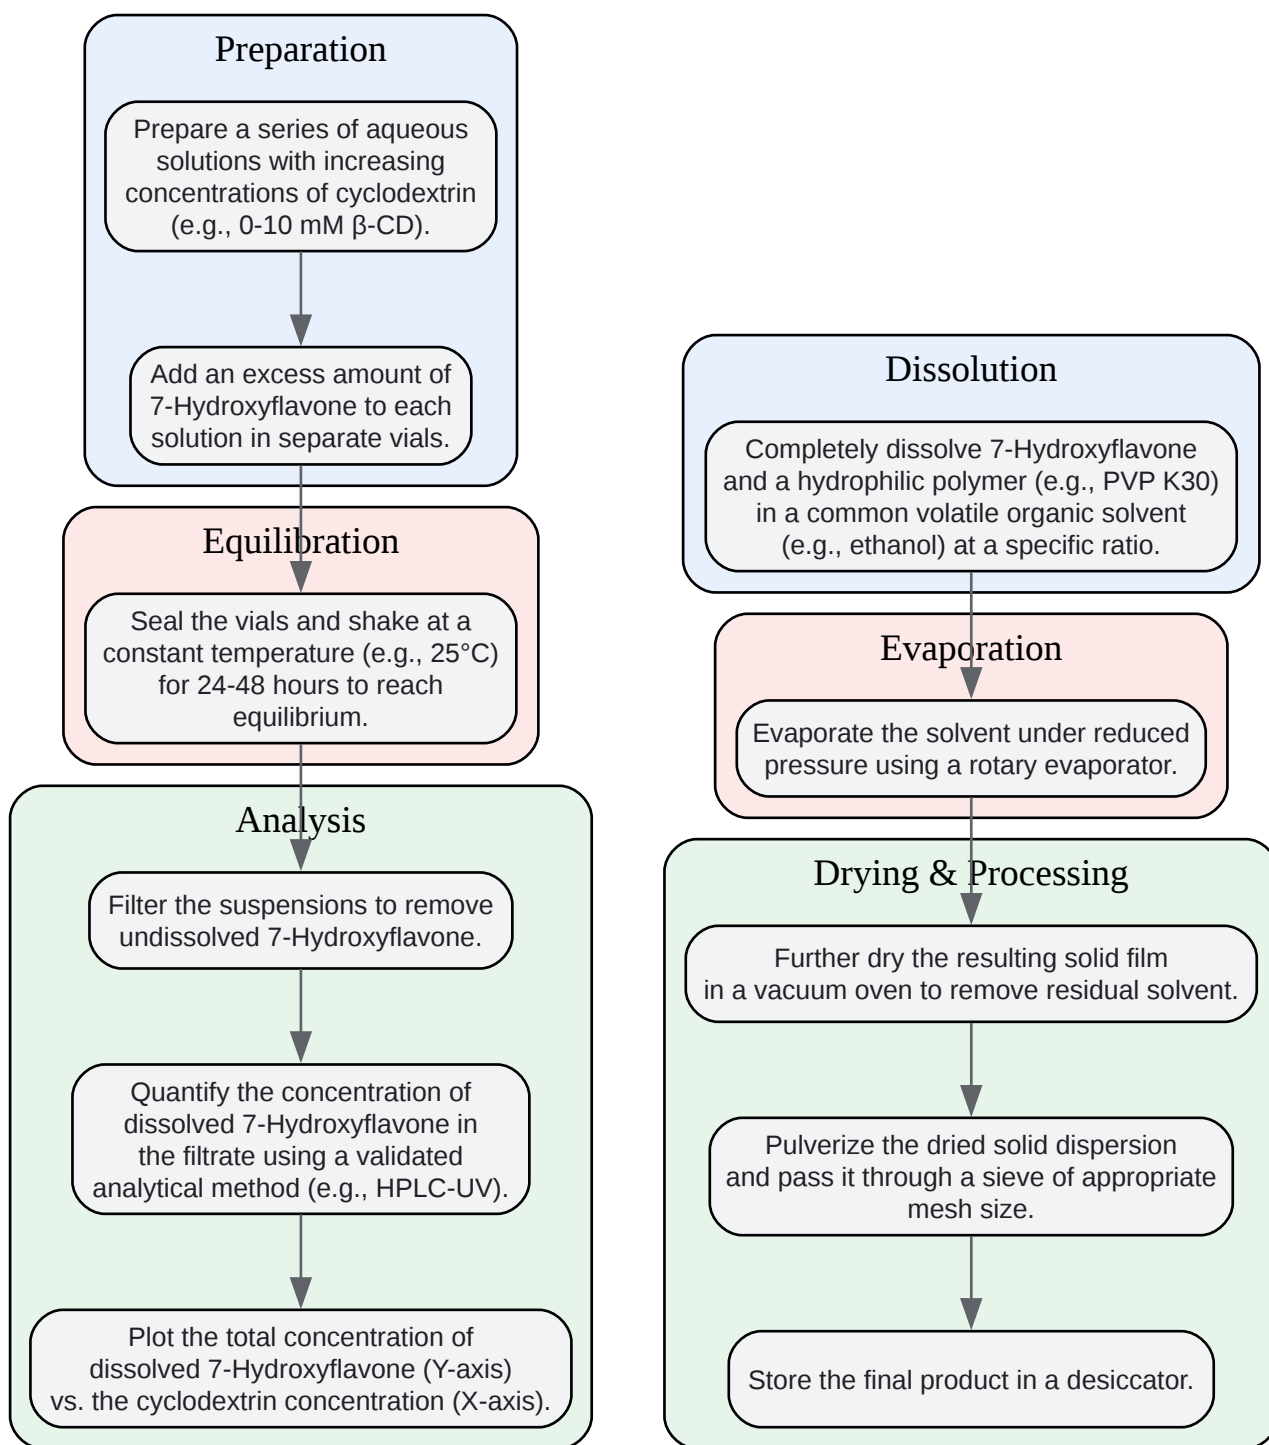 Preparation
Prepare a series of aqueous
solutions with increasing
concentrations of cyclodextrin
(e.g., 0-10 mM β-CD).
Add an excess amount of
7-Hydroxyflavone to each
solution in separate vials.
Equilibration
Seal the vials and shake at a
constant temperature (e.g., 25°C)
for 24-48 hours to reach
equilibrium.
Analysis
Filter the suspensions to remove
undissolved 7-Hydroxyflavone.
Quantify the concentration of
dissolved 7-Hydroxyflavone in
the filtrate using a validated
analytical method (e.g., HPLC-UV).
Plot the total concentration of
dissolved 7-Hydroxyflavone (Y-axis)
vs. the cyclodextrin concentration (X-axis).
Dissolution
Completely dissolve 7-Hydroxyflavone
and a hydrophilic polymer (e.g., PVP K30)
in a common volatile organic solvent
(e.g., ethanol) at a specific ratio.
Evaporation
Evaporate the solvent under reduced
pressure using a rotary evaporator.
Drying & Processing
Further dry the resulting solid film
in a vacuum oven to remove residual solvent.
Pulverize the dried solid dispersion
and pass it through a sieve of appropriate
mesh size.
Store the final product in a desiccator.